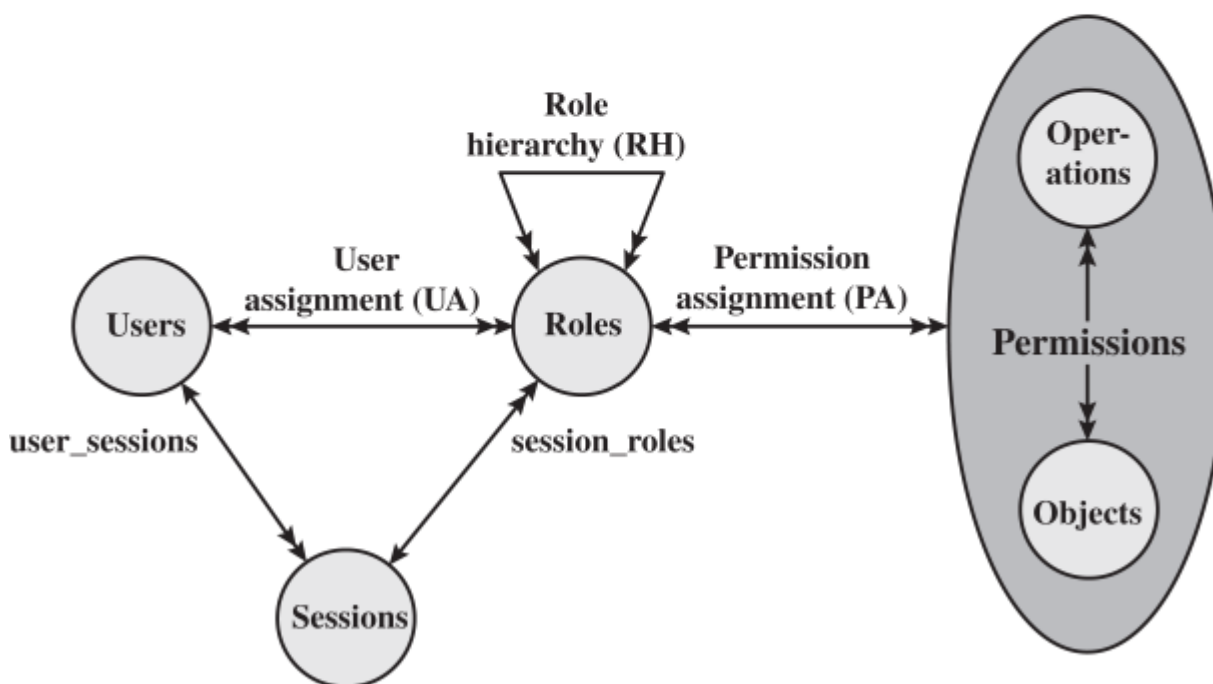 Role
hierarchy (RH)
Oper-
ations
User
assignment (UA)
Permission
assignment (PA)
Users
Roles
Permissions
user_sessions
session_roles
Objects
Sessions